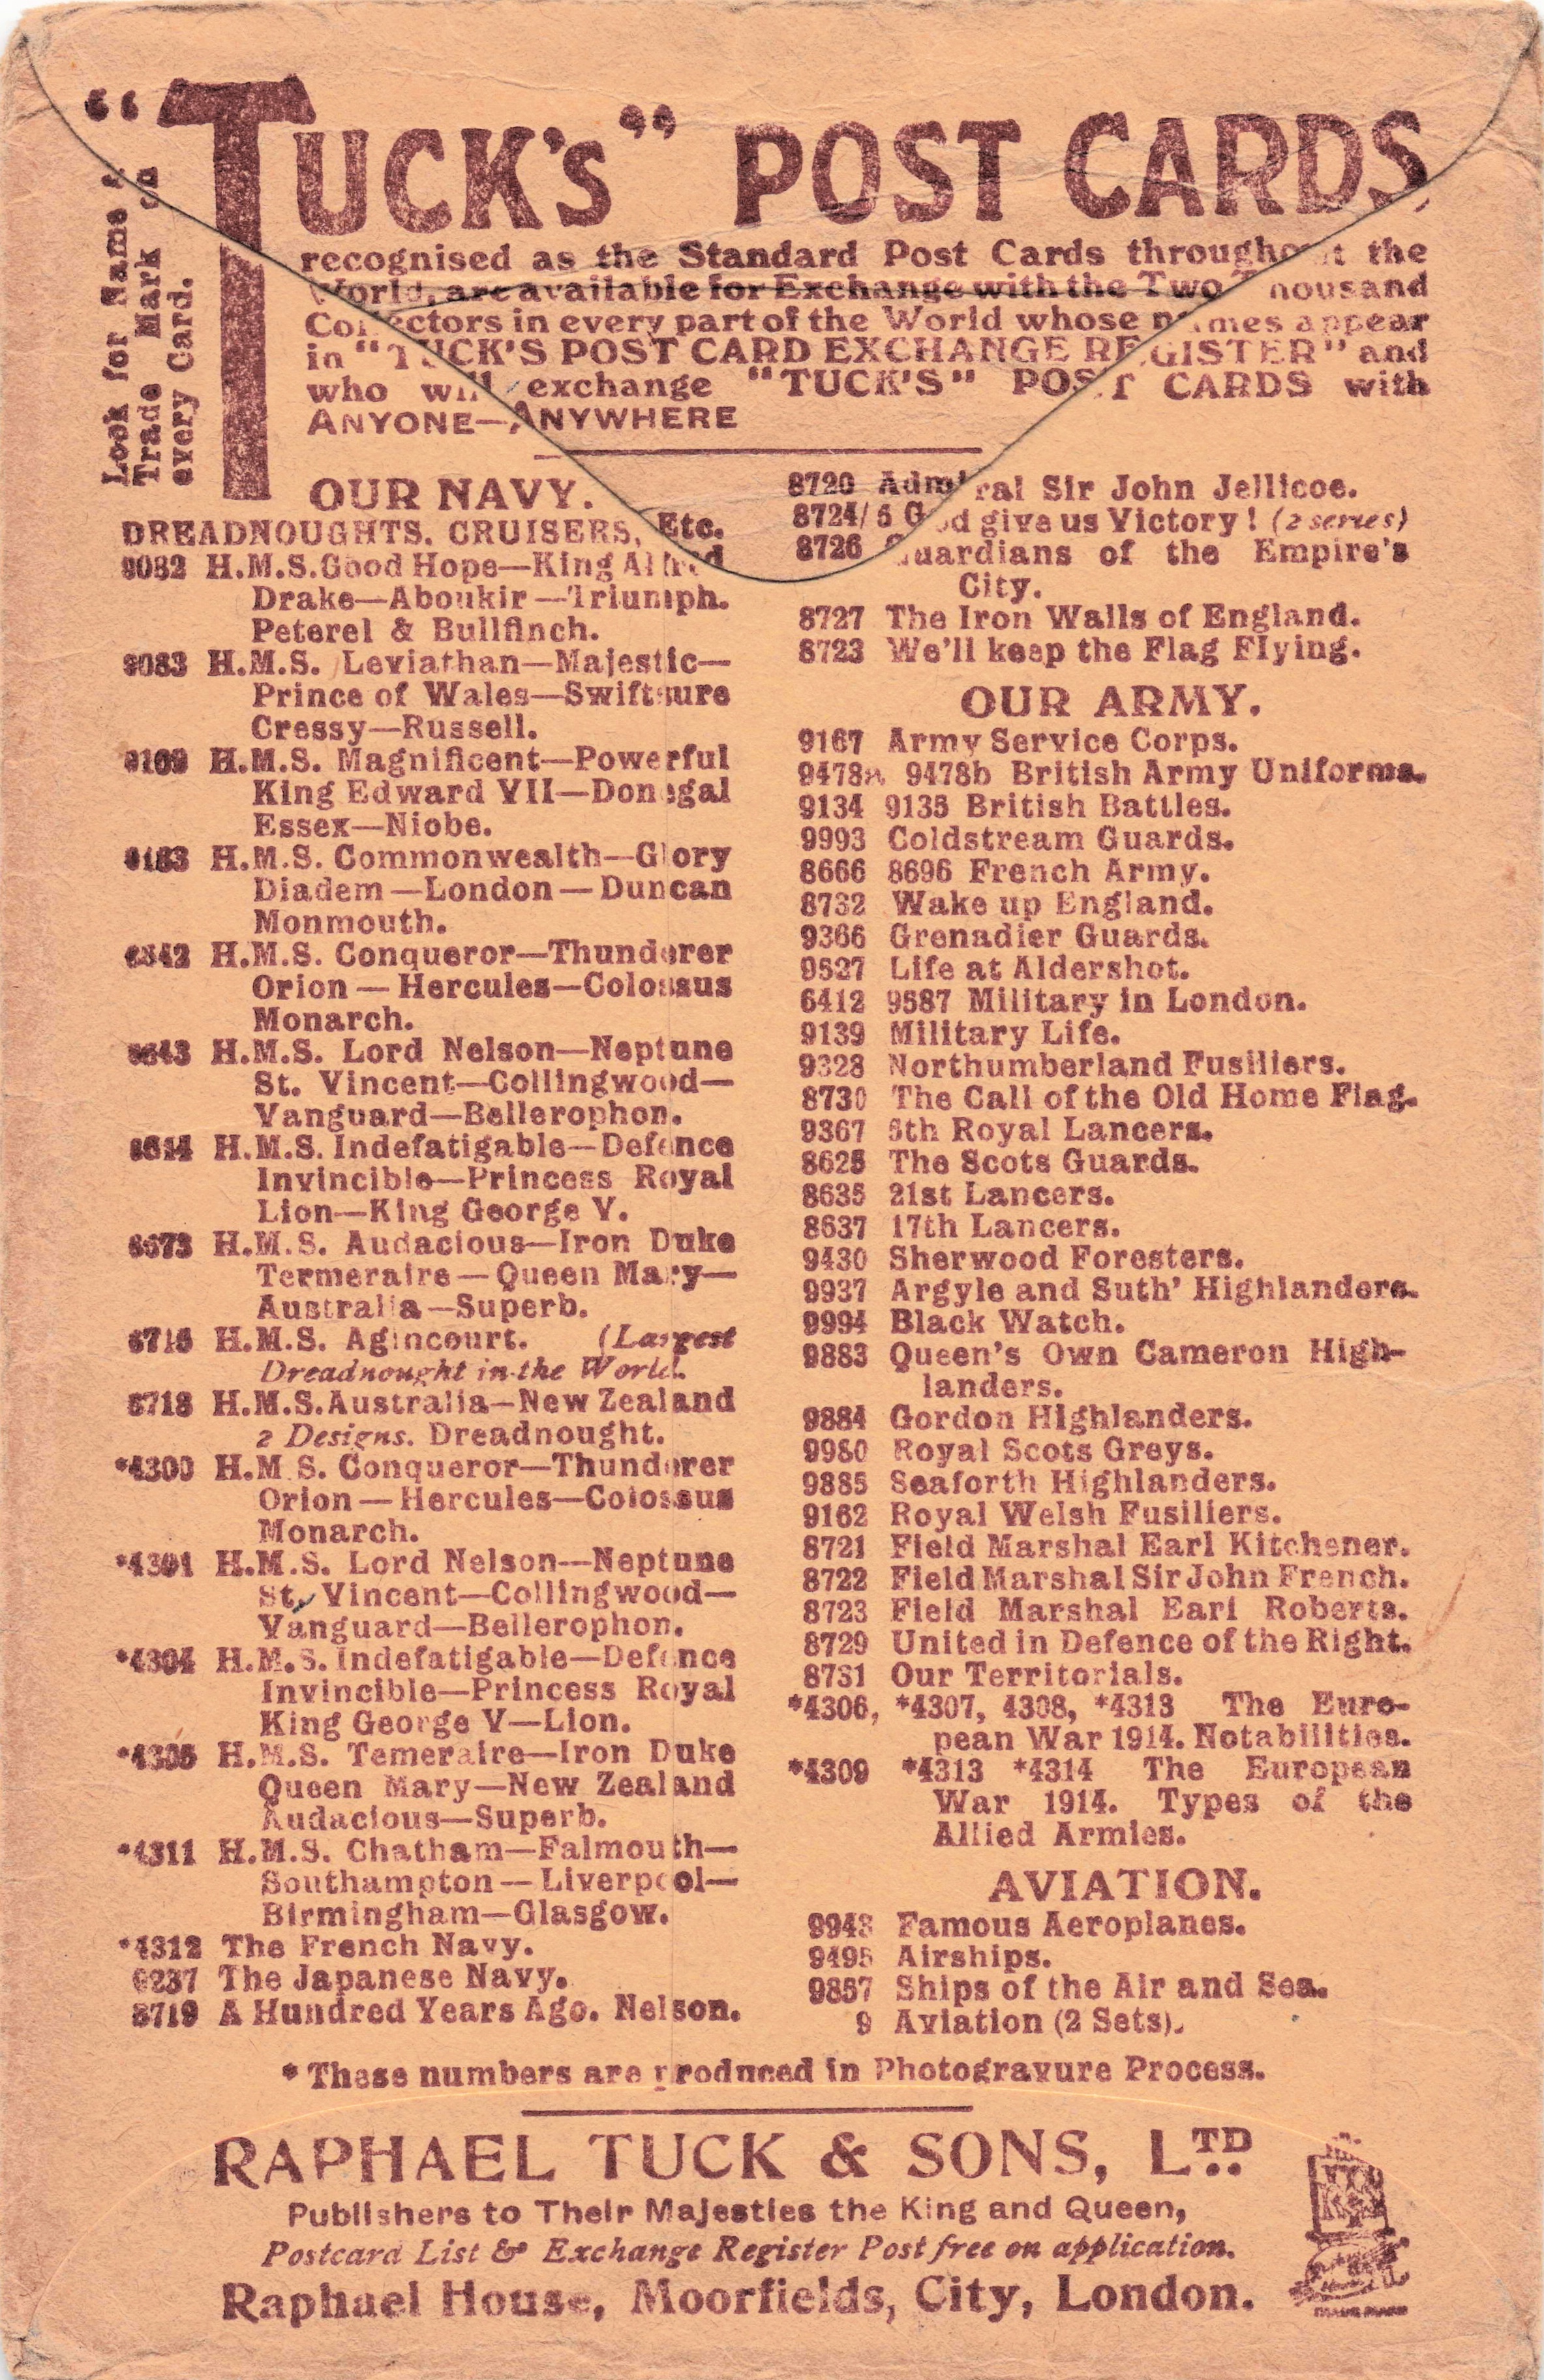 "TUCK'S" POST CARDS
Look for Name &
Trade Mark on
every Card.
recognised as the Standard Post Cards throughout the
World, are available for Exchange with the Two Thousand
Collectors in every part of the World whose names appear
in "TUCK'S POST CARD EXCHANGE REGISTER" and
who will exchange "TUCK'S" POST CARDS with
ANYONE—ANYWHERE
OUR NAVY.
DREADNOUGHTS, CRUISERS, Etc.
9082 H.M.S. Good Hope—King Alfred
Drake—Aboukir—Triumph.
Peterel & Bullfinch.
9083 H.M.S. Leviathan—Majestic—
Prince of Wales—Swiftsure
Cressy—Russell.
9109 H.M.S. Magnificent—Powerful
King Edward VII—Donegal
Essex—Niobe.
H.M.S. Commonwealth—Glory
Diadem—London—Duncan
Monmouth.
H.M.S. Conqueror—Thunderer
Orion—Hercules—Colossus
Monarch.
H.M.S. Lord Nelson—Neptune
St. Vincent—Collingwood—
Vanguard—Bellerophon.
H.M.S. Indefatigable—Defence
Invincible—Princess Royal
Lion—King George V.
H.M.S. Audacious—Iron Duke
Termeraire—Queen Mary—
Australia—Superb.
H.M.S. Agincourt. (Largest
Dreadnought in the World.
8718 H.M.S. Australia—New Zealand
2 Designs. Dreadnought.
*4300 H.M.S. Conqueror—Thunderer
Orion—Hercules—Colossus
Monarch.
*4301 H.M.S. Lord Nelson—Neptune
St. Vincent—Collingwood—
Vanguard—Bellerophon.
*4304 H.M.S. Indefatigable—Defence
Invincible—Princess Royal
King George V—Lion.
*4305 H.M.S. Temeraire—Iron Duke
Queen Mary—New Zealand
Audacious—Superb.
*4311 H.M.S. Chatham—Falmouth—
Southampton—Liverpool—
Birmingham—Glasgow.
*4312 The French Navy.
9237 The Japanese Navy.
8719 A Hundred Years Ago. Nelson.
8720 Admiral Sir John Jellicoe.
8724/5 God give us Victory! (2 series)
8726 Guardians of the Empire's
City.
8727 The Iron Walls of England.
8723 We'll keep the Flag Flying.
OUR ARMY.
9167 Army Service Corps.
9478a 9478b British Army Uniforms.
9134 9135 British Battles.
9993 Coldstream Guards.
8666 8696 French Army.
8732 Wake up England.
9366 Grenadier Guards.
9527 Life at Aldershot.
6412 9587 Military in London.
9139 Military Life.
9328 Northumberland Fusiliers.
8730 The Call of the Old Home Flag.
9367 5th Royal Lancers.
8625 The Scots Guards.
8635 21st Lancers.
8637 17th Lancers.
9430 Sherwood Foresters.
9937 Argyle and Suth' Highlanders.
9994 Black Watch.
9883 Queen's Own Cameron High-
landers.
9884 Gordon Highlanders.
9980 Royal Scots Greys.
9885 Seaforth Highlanders.
9162 Royal Welsh Fusiliers.
8721 Field Marshal Earl Kitchener.
8722 Field Marshal Sir John French.
8723 Field Marshal Earl Roberts.
8729 United in Defence of the Right.
8731 Our Territorials.
*4306, *4307, 4308, *4313 The Euro-
pean War 1914. Notabilities.
*4309 *4313 *4314 The European
War 1914. Types of the
Allied Armies.
AVIATION.
9943 Famous Aeroplanes.
9495 Airships.
9857 Ships of the Air and Sea.
9 Aviation (2 Sets).
* These numbers are produced in Photogravure Process.
RAPHAEL TUCK & SONS, LTD.
Publishers to Their Majesties the King and Queen,
Postcard List & Exchange Register Post free on application.
Raphael House, Moorfields, City, London.
TRADE MARK